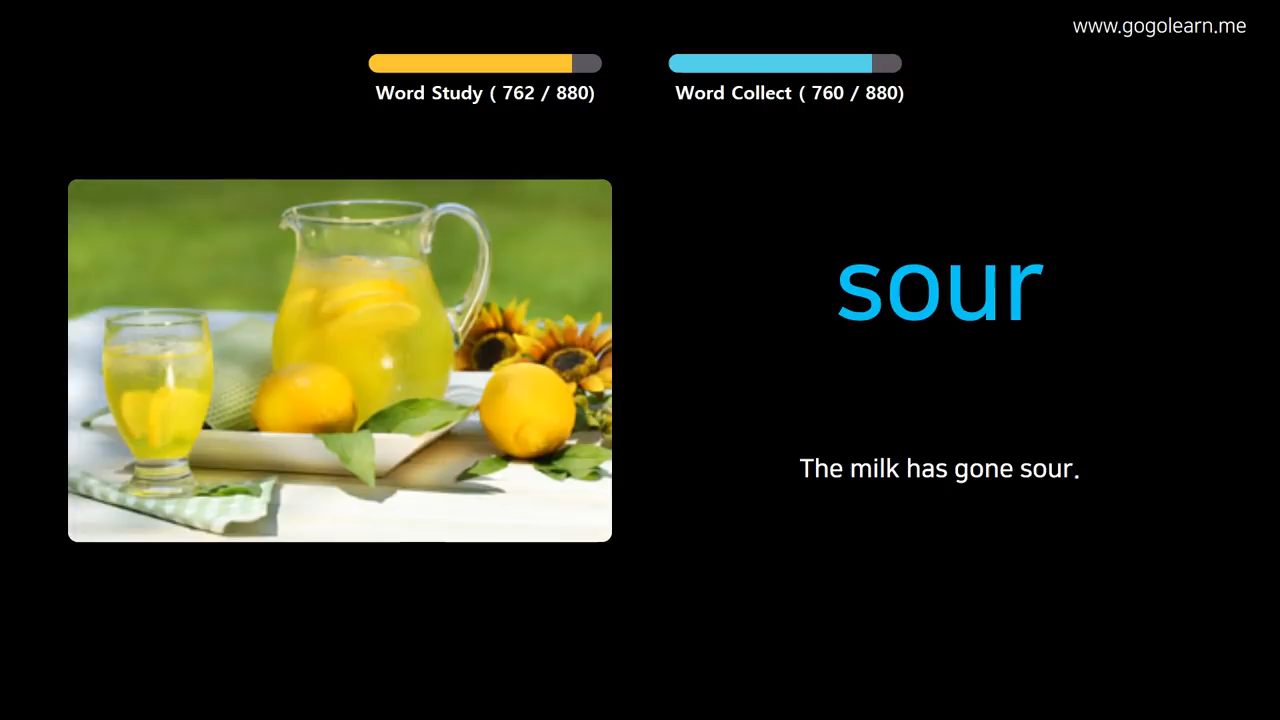 www.gogolearn.me
Word Study ( 762 / 880)
Word Collect ( 760 / 880)
sour
The milk has gone sour.